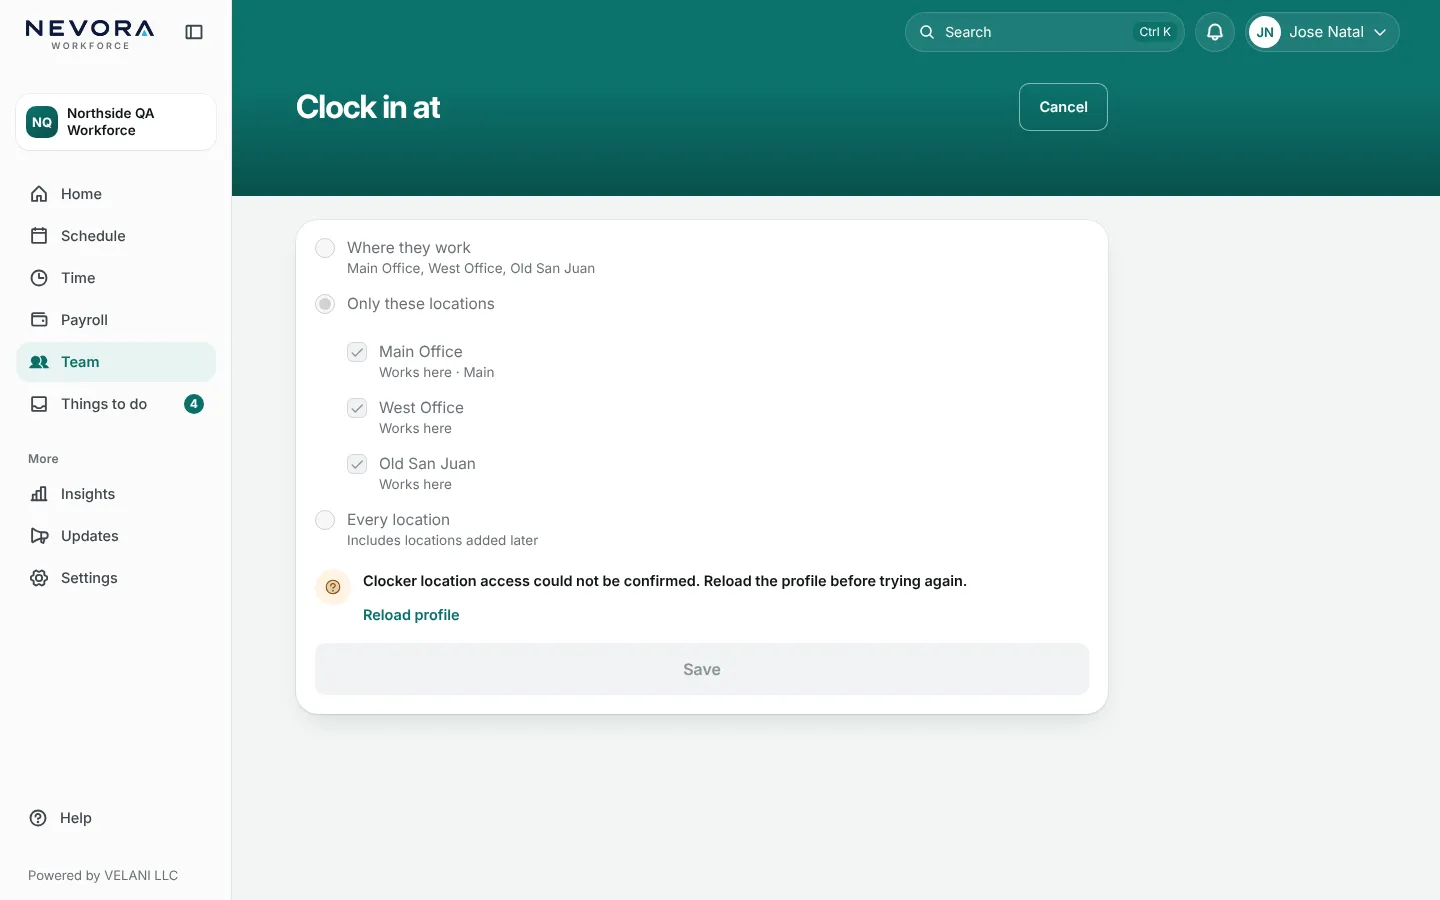 NEVORA
WORKFORCE
Search
Ctrl K
JN
Jose Natal
NQ
Northside QA
Workforce
Clock in at
Cancel
Home
Schedule
Time
Payroll
Team
Things to do
4
More
Insights
Updates
Settings
Where they work
Main Office, West Office, Old San Juan
Only these locations
Main Office
Works here · Main
West Office
Works here
Old San Juan
Works here
Every location
Includes locations added later
Clocker location access could not be confirmed. Reload the profile before trying again.
Reload profile
Save
Help
Powered by VELANI LLC